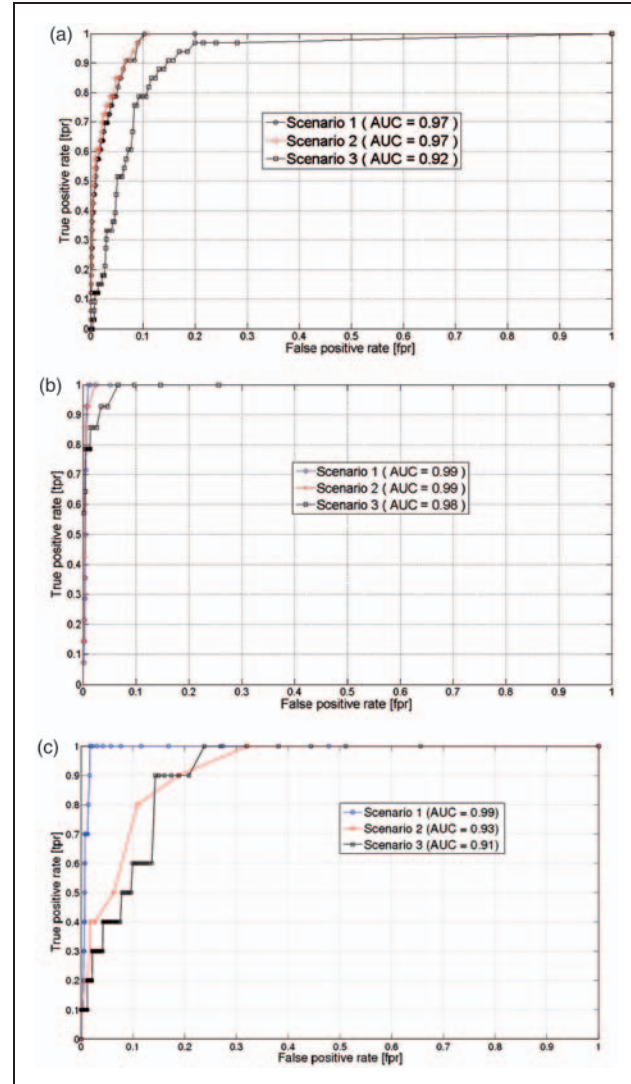 (a)
1
0.9
0.8
0.7
0.6
0.5
0.4
0.3
0.2
0.1
0
True positive rate [tpr]
Scenario 1 ( AUC = 0.97 )
Scenario 2 ( AUC = 0.97 )
Scenario 3 ( AUC = 0.92 )
0 0.1 0.2 0.3 0.4 0.5 0.6 0.7 0.8 0.9 1
False positive rate [fpr]
(b)
1
0.9
0.8
0.7
0.6
0.5
0.4
0.3
0.2
0.1
0
True positive rate [tpr]
Scenario 1 ( AUC = 0.99 )
Scenario 2 ( AUC = 0.99 )
Scenario 3 ( AUC = 0.98 )
0 0.1 0.2 0.3 0.4 0.5 0.6 0.7 0.8 0.9 1
False positive rate [fpr]
(c)
1
0.9
0.8
0.7
0.6
0.5
0.4
0.3
0.2
0.1
0
True positive rate [tpr]
Scenario 1 (AUC = 0.99)
Scenario 2 (AUC = 0.93)
Scenario 3 (AUC = 0.91)
0 0.1 0.2 0.3 0.4 0.5 0.6 0.7 0.8 0.9 1
False positive rate [fpr]